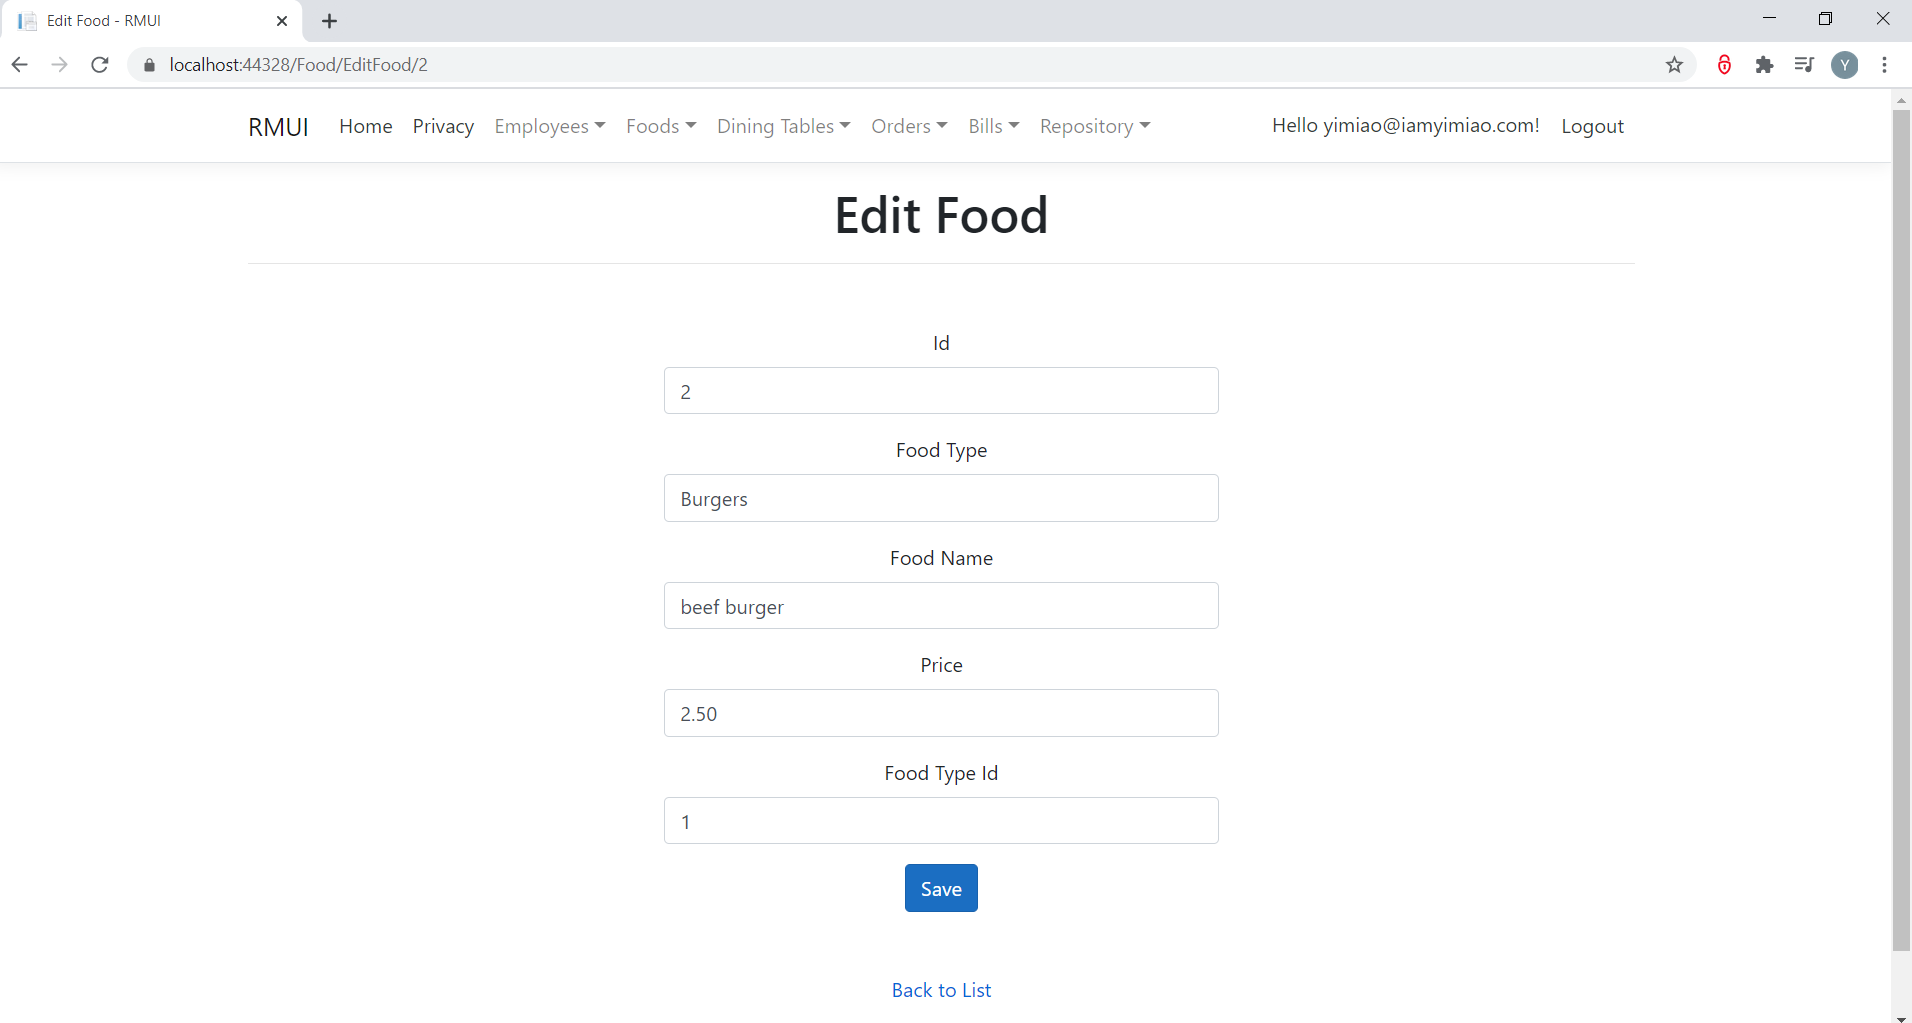 Edit Food - RMUI
localhost:44328/Food/EditFood/2
Y
RMUI Home Privacy Employees Foods Dining Tables Orders Bills Repository Hello yimiao@iamyimiao.com! Logout
Edit Food
Id
2
Food Type
Burgers
Food Name
beef burger
Price
2.50
Food Type Id
1
Save
Back to List